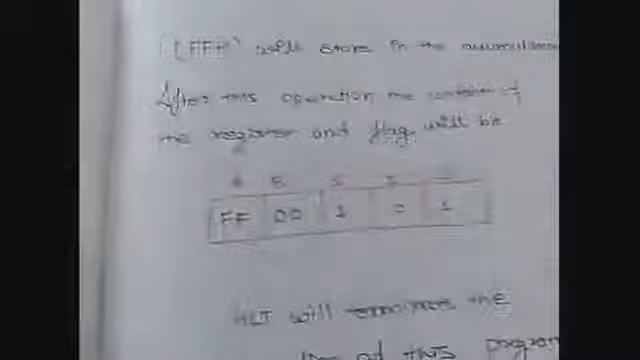 (FFH) will store in the
After this operation the content of
the register and flag will be
A B S
FF 00 1 0 1
HLT will terminate the
of this program